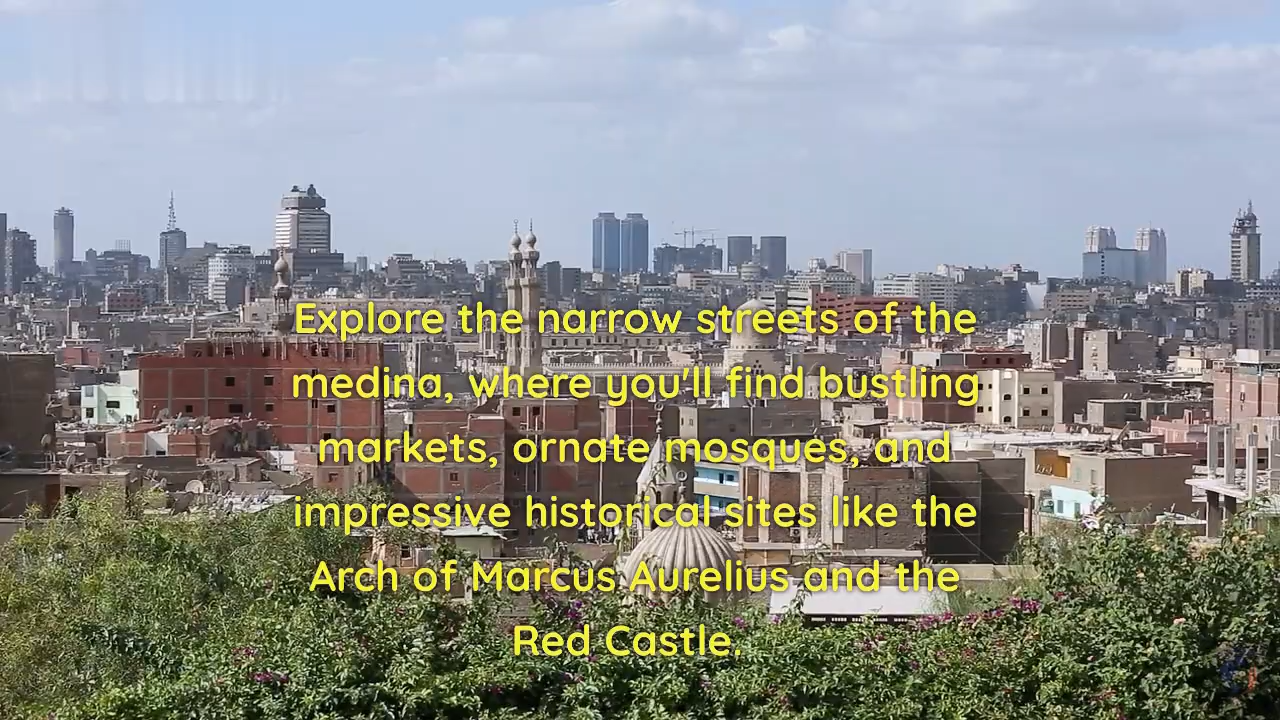 Explore the narrow streets of the
medina, where you'll find bustling
markets, ornate mosques, and
impressive historical sites like the
Arch of Marcus Aurelius and the
Red Castle.